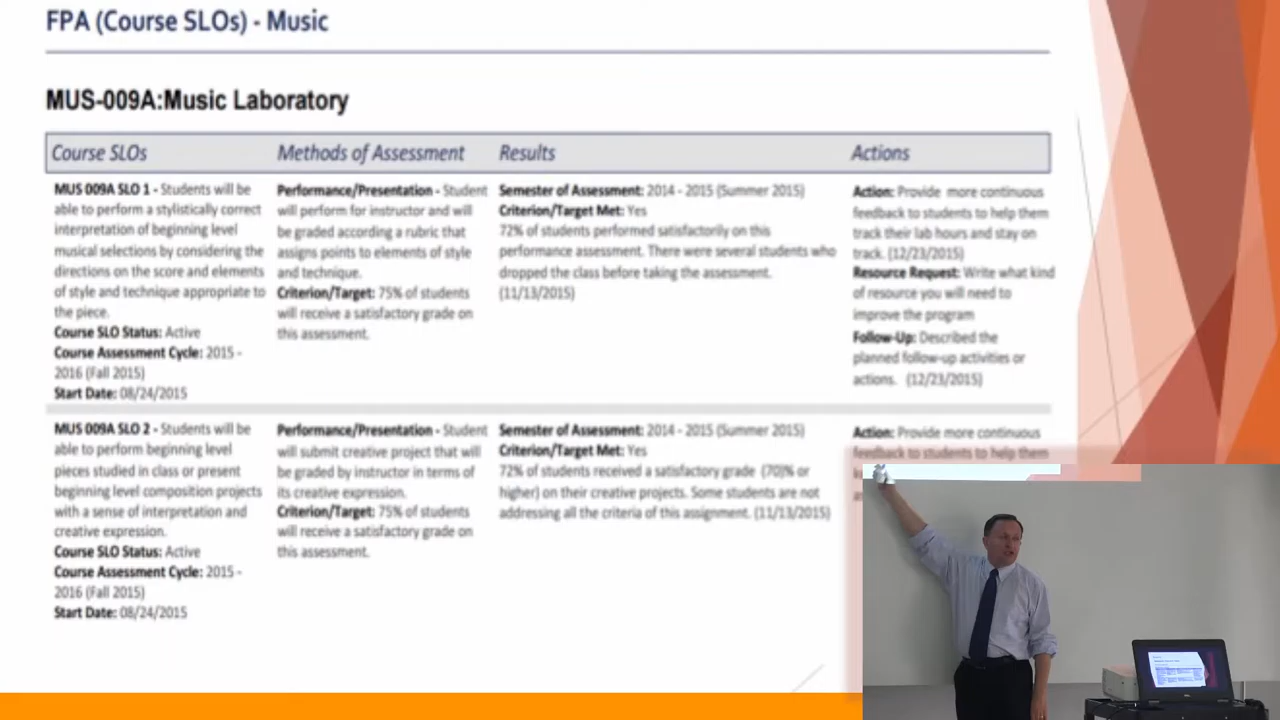 FPA (Course SLOs) - Music
MUS-009A:Music Laboratory
Course SLOs
Methods of Assessment
Results
Actions
MUS 009A SLO 1 - Students will be
able to perform a stylistically correct
interpretation of beginning level
musical selections by considering the
directions on the score and elements
of style and technique appropriate to
the piece.
Course SLO Status: Active
Course Assessment Cycle: 2015 -
2016 (Fall 2015)
Start Date: 08/24/2015
Performance/Presentation - Student
will perform for instructor and will
be graded according a rubric that
assigns points to elements of style
and technique.
Criterion/Target: 75% of students
will receive a satisfactory grade on
this assessment.
Semester of Assessment: 2014 - 2015 (Summer 2015)
Criterion/Target Met: Yes
72% of students performed satisfactorily on this
performance assessment. There were several students who
dropped the class before taking the assessment.
(11/13/2015)
Action: Provide more continuous
feedback to students to help them
track their lab hours and stay on
track. (12/23/2015)
Resource Request: Write what kind
of resource you will need to
improve the program
Follow-Up: Described the
planned follow-up activities or
actions. (12/23/2015)
MUS 009A SLO 2 - Students will be
able to perform beginning level
pieces studied in class or present
beginning level composition projects
with a sense of interpretation and
creative expression.
Course SLO Status: Active
Course Assessment Cycle: 2015 -
2016 (Fall 2015)
Start Date: 08/24/2015
Performance/Presentation - Student
will submit creative project that will
be graded by instructor in terms of
its creative expression.
Criterion/Target: 75% of students
will receive a satisfactory grade on
this assessment.
Semester of Assessment: 2014 - 2015 (Summer 2015)
Criterion/Target Met: Yes
72% of students received a satisfactory grade (70)% or
higher) on their creative projects. Some students are not
addressing all the criteria of this assignment. (11/13/2015)
Action: Provide more continuous
feedback to students to help them